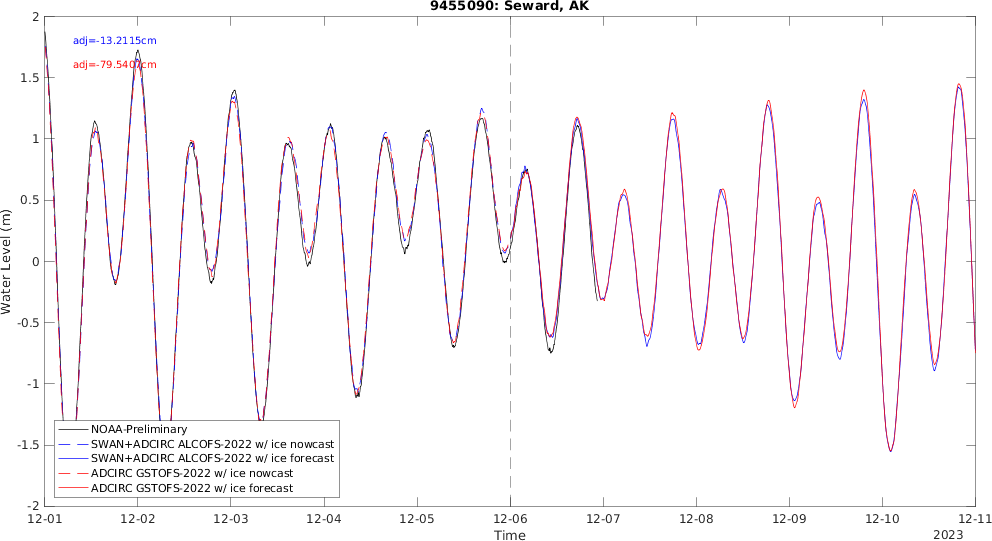 9455090: Seward, AK
2
1.5
1
0.5
0
-0.5
-1
-1.5
-2
Water Level (m)
adj=-13.2115cm
adj=-79.5407cm
NOAA-Preliminary
SWAN+ADCIRC ALCOFS-2022 w/ ice nowcast
SWAN+ADCIRC ALCOFS-2022 w/ ice forecast
ADCIRC GSTOFS-2022 w/ ice nowcast
ADCIRC GSTOFS-2022 w/ ice forecast
12-01 12-02 12-03 12-04 12-05 12-06 12-07 12-08 12-09 12-10 12-11
Time
2023